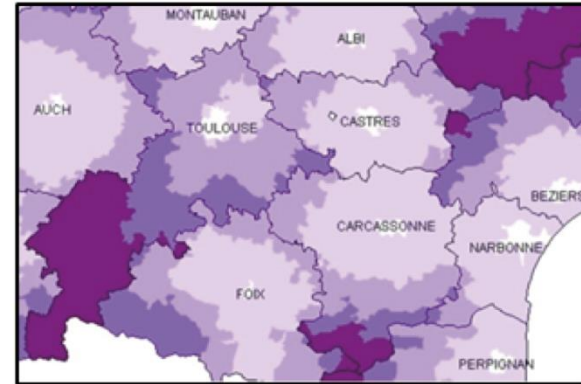 MONTAUBAN
ALBI
AUCH
TOULOUSE
CASTRES
BEZIERS
CARCASSONNE
NARBONNE
FOIX
PERPIGNAN